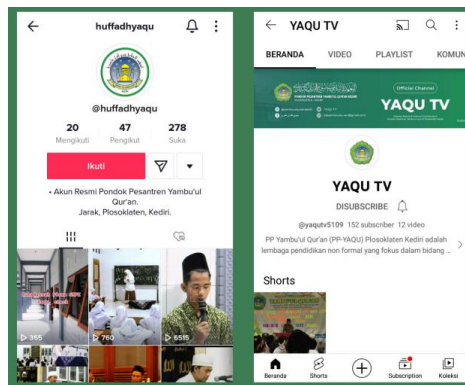 huffadhyaqu
@huffadhyaqu
20 47 278
Mengikuti Pengikut Suka
Ikuti
• Akun Resmi Pondok Pesantren Yambu'ul
Qur'an.
Jarak, Plosoklaten, Kediri.
355
760
6515
YAQU TV
BERANDA VIDEO PLAYLIST KOMUN
Official Channel
YAQU TV
YAQU TV
DISUBSCRIBE
@yaqutv5109 152 subscriber 12 video
PP Yambu'ul Qur'an (PP-YAQU) Plosoklaten Kediri adalah
lembaga pendidikan non formal yang fokus dalam bidang ...
Shorts
Beranda Shorts Subscription Koleksi